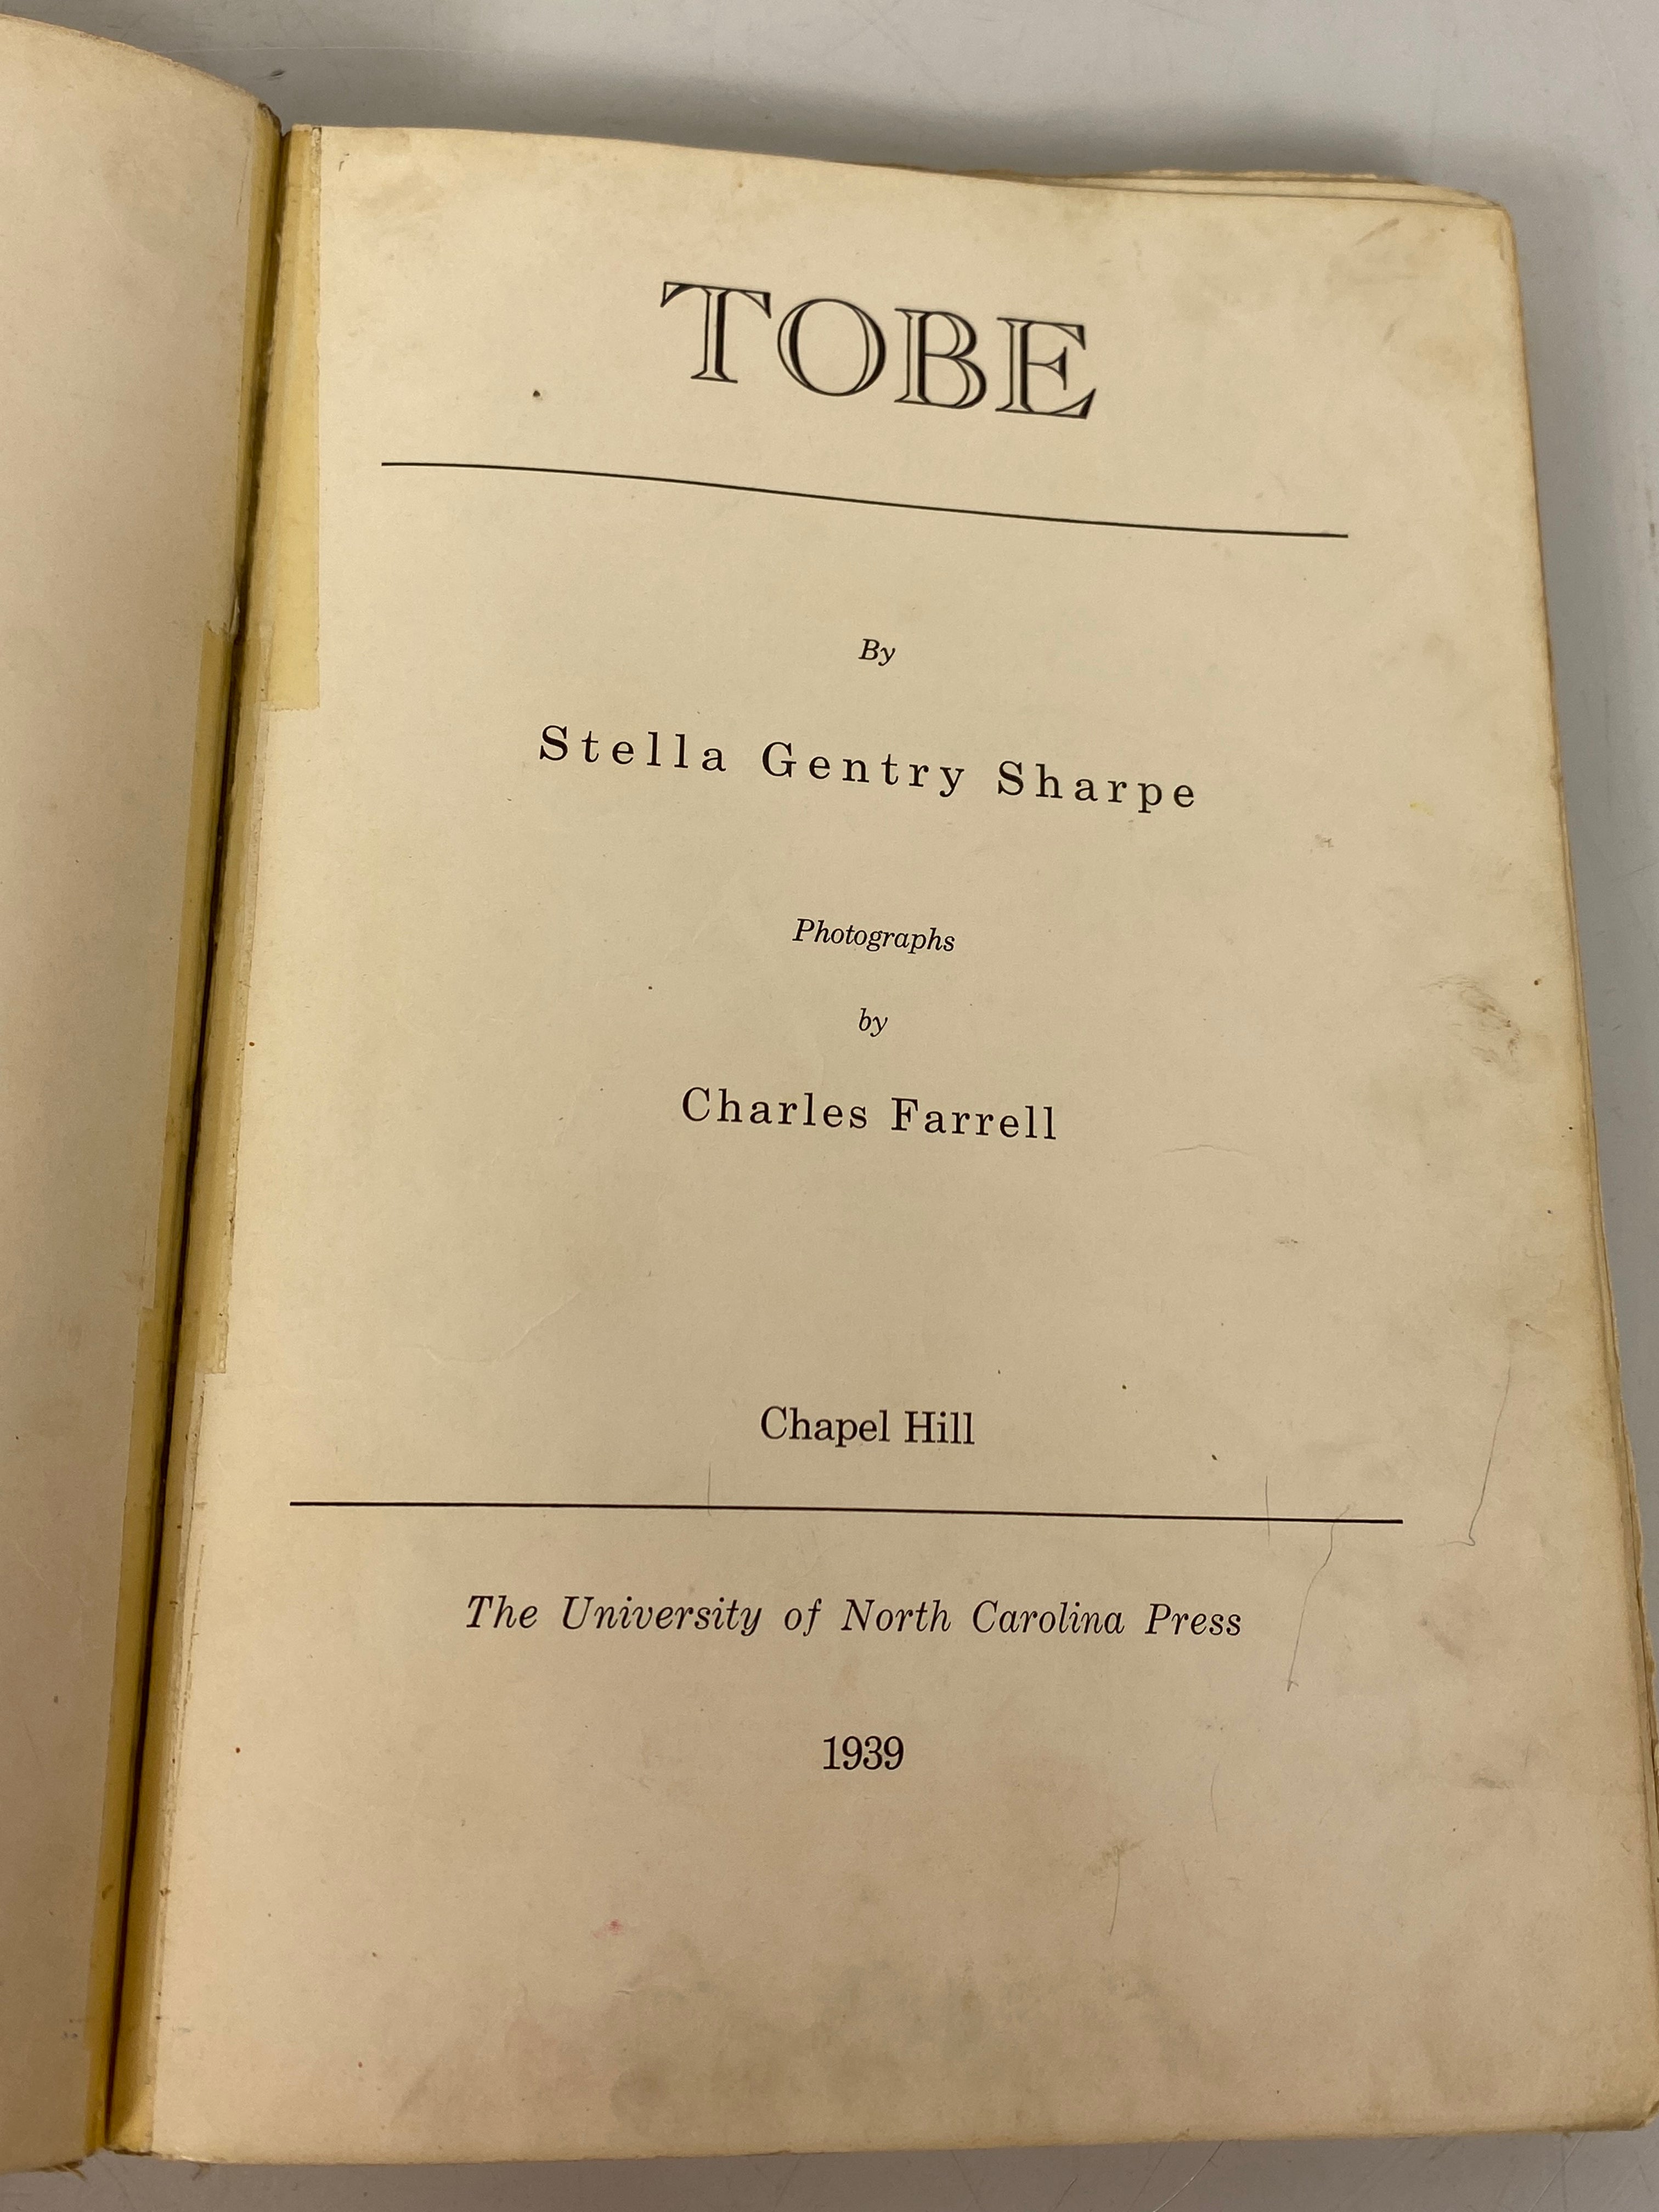 TOBE
By
Stella Gentry Sharpe
Photographs
by
Charles Farrell
Chapel Hill
The University of North Carolina Press
1939